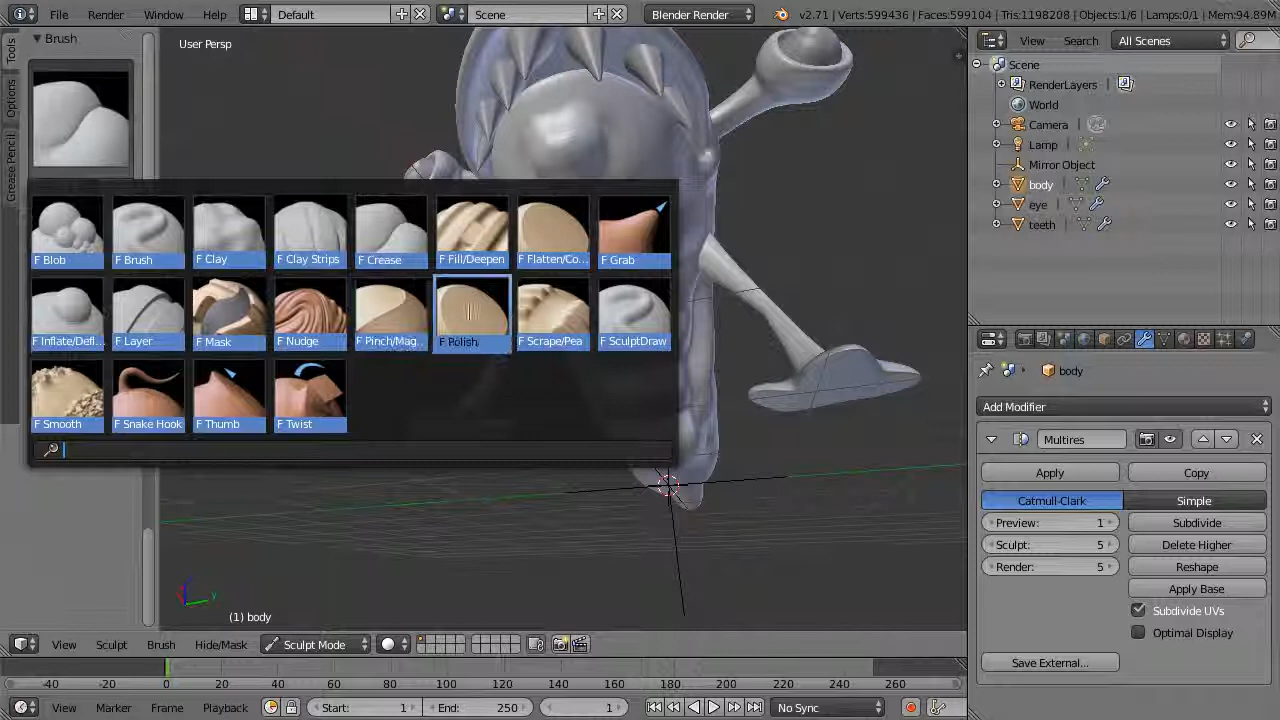 File Render Window Help Default Scene Blender Render v2.71 | Verts:599436 | Faces:599104 | Tris:1198208 | Objects:1/6 | Lamps:0/1 | Mem:94.89M
Tools
Options
Grease Pencil
Brush
User Persp
F Blob F Brush F Clay F Clay Strips F Crease F Fill/Deepen F Flatten/Co... F Grab
F Inflate/Defl... F Layer F Mask F Nudge F Pinch/Mag... F Polish F Scrape/Pea F SculptDraw
F Smooth F Snake Hook F Thumb F Twist
y
(1) body
View Sculpt Brush Hide/Mask Sculpt Mode
-40 -20 0 20 40 60 80 100 120 140 160 180 200 220 240 260
View Marker Frame Playback Start: 1 End: 250 1 No Sync
View Search All Scenes
Scene
RenderLayers
World
Camera
Lamp
Mirror Object
body
eye
teeth
body
Add Modifier
Multires
Apply Copy
Catmull-Clark Simple
Preview: 1 Subdivide
Sculpt: 5 Delete Higher
Render: 5 Reshape
Apply Base
Subdivide UVs
Optimal Display
Save External...